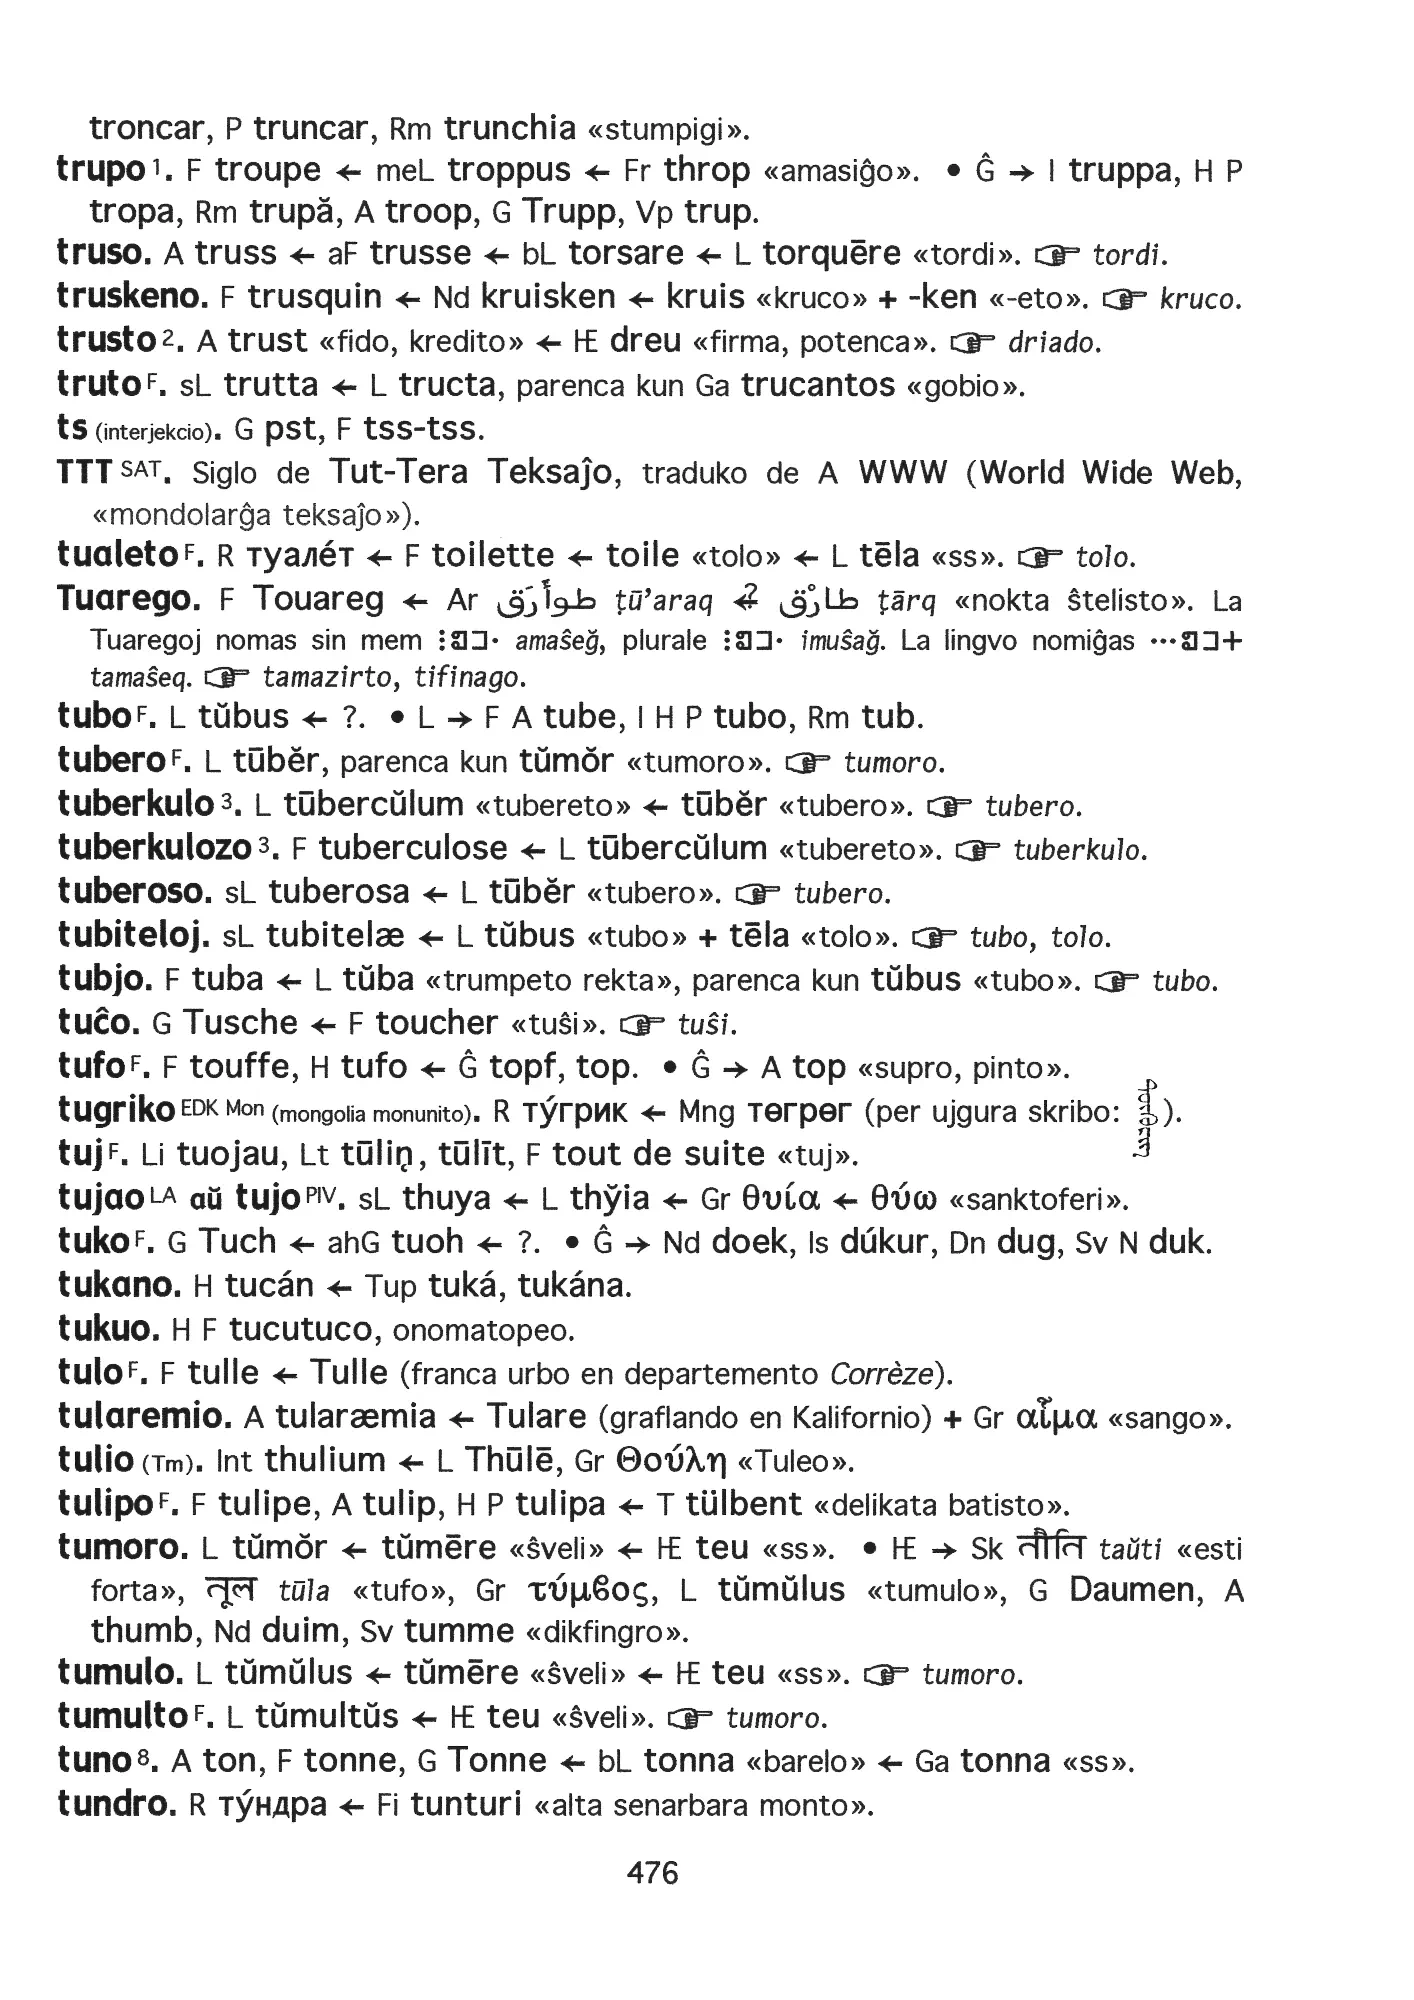 troncar, P truncar, Rm trunchia «stumpigi».
trupo 1. F troupe ← meL troppus ← Fr throp «amasiĝo». • Ĝ → I truppa, H P
tropa, Rm trupă, A troop, G Trupp, Vp trup.
truso. A truss ← aF trusse ← bL torsare ← L torquēre «tordi». ☞ tordi.
truskeno. F trusquin ← Nd kruisken ← kruis «kruco» + -ken «-eto». ☞ kruco.
trusto 2. A trust «fido, kredito» ← IE dreu «firma, potenca». ☞ driado.
truto F. sL trutta ← L tructa, parenca kun Ga trucantos «gobio».
ts (interjekcio). G pst, F tss-tss.
TTT SAT. Siglo de Tut-Tera Teksaĵo, traduko de A WWW (World Wide Web,
«mondolarĝa teksaĵo»).
tualeto F. R туале́т ← F toilette ← toile «tolo» ← L tēla «ss». ☞ tolo.
Tuarego. F Touareg ← Ar طوأرَق ṭū’araq ←? طارْق ṭārq «nokta ŝtelisto». La
Tuaregoj nomas sin mem amaŝeğ, plurale imuŝağ. La lingvo nomiĝas
tamaŝeq. ☞ tamazirto, tifinago.
tubo F. L tŭbus ← ?. • L → F A tube, I H P tubo, Rm tub.
tubero F. L tūbĕr, parenca kun tŭmŏr «tumoro». ☞ tumoro.
tuberkulo 3. L tūbercŭlum «tubereto» ← tūbĕr «tubero». ☞ tubero.
tuberkulozo 3. F tuberculose ← L tūbercŭlum «tubereto». ☞ tuberkulo.
tuberoso. sL tuberosa ← L tūbĕr «tubero». ☞ tubero.
tubiteloj. sL tubitelæ ← L tŭbus «tubo» + tēla «tolo». ☞ tubo, tolo.
tubjo. F tuba ← L tŭba «trumpeto rekta», parenca kun tŭbus «tubo». ☞ tubo.
tuĉo. G Tusche ← F toucher «tuŝi». ☞ tuŝi.
tufo F. F touffe, H tufo ← Ĝ topf, top. • Ĝ → A top «supro, pinto».
tugriko EDK Mon (mongolia monunito). R ту́грик ← Mng төгрөг (per ujgura skribo: ).
tuj F. Li tuojau, Lt tūliņ, tūlīt, F tout de suite «tuj».
tujao LA aŭ tujo PIV. sL thuya ← L thy̆ia ← Gr θυία ← θύω «sanktoferi».
tuko F. G Tuch ← ahG tuoh ← ?. • Ĝ → Nd doek, Is dúkur, Dn dug, Sv N duk.
tukano. H tucán ← Tup tuká, tukána.
tukuo. H F tucutuco, onomatopeo.
tulo F. F tulle ← Tulle (franca urbo en departemento Corrèze).
tularemio. A tularæmia ← Tulare (graflando en Kalifornio) + Gr αἷμα «sango».
tulio (Tm). Int thulium ← L Thūlē, Gr Θούλη «Tuleo».
tulipo F. F tulipe, A tulip, H P tulipa ← T tülbent «delikata batisto».
tumoro. L tŭmŏr ← tŭmēre «ŝveli» ← IE teu «ss». • IE → Sk तौति taŭti «esti
forta», तूल tūla «tufo», Gr τύμϐος, L tŭmŭlus «tumulo», G Daumen, A
thumb, Nd duim, Sv tumme «dikfingro».
tumulo. L tŭmŭlus ← tŭmēre «ŝveli» ← IE teu «ss». ☞ tumoro.
tumulto F. L tŭmultŭs ← IE teu «ŝveli». ☞ tumoro.
tuno 8. A ton, F tonne, G Tonne ← bL tonna «barelo» ← Ga tonna «ss».
tundro. R ту́ндра ← Fi tunturi «alta senarbara monto».
476